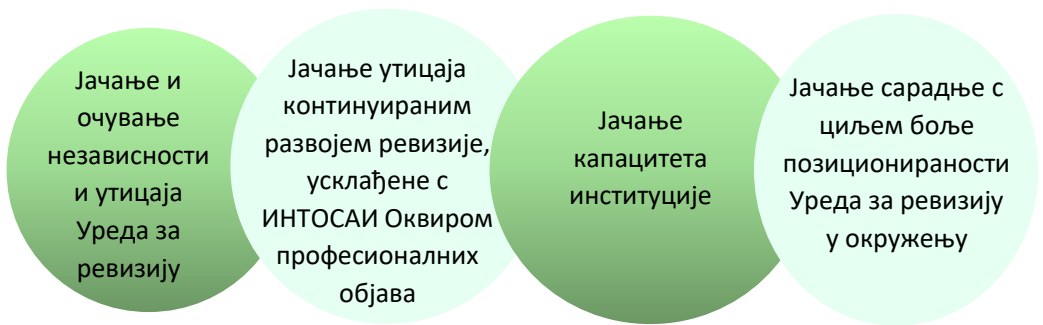 Јачање и
очување
независности
и утицаја
Уреда за
ревизију
Јачање утицаја
континуираним
развојем ревизије,
усклађене с
ИНТОСАИ Оквиром
професионалних
објава
Јачање
капацитета
институције
Јачање сарадње с
циљем боље
позиционираности
Уреда за ревизију
у окружењу